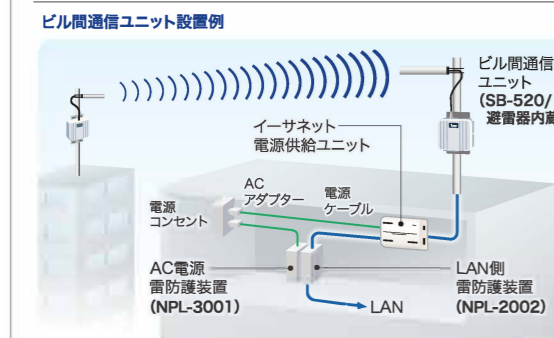 ビル間通信ユニット設置例
ビル間通信
ユニット
(SB-520/
避雷器内蔵
イーサネット
電源供給ユニット
電源
コンセント
AC
アダプター
電源
ケーブル
AC電源
雷防護装置
(NPL-3001)
LAN
LAN側
雷防護装置
(NPL-2002)